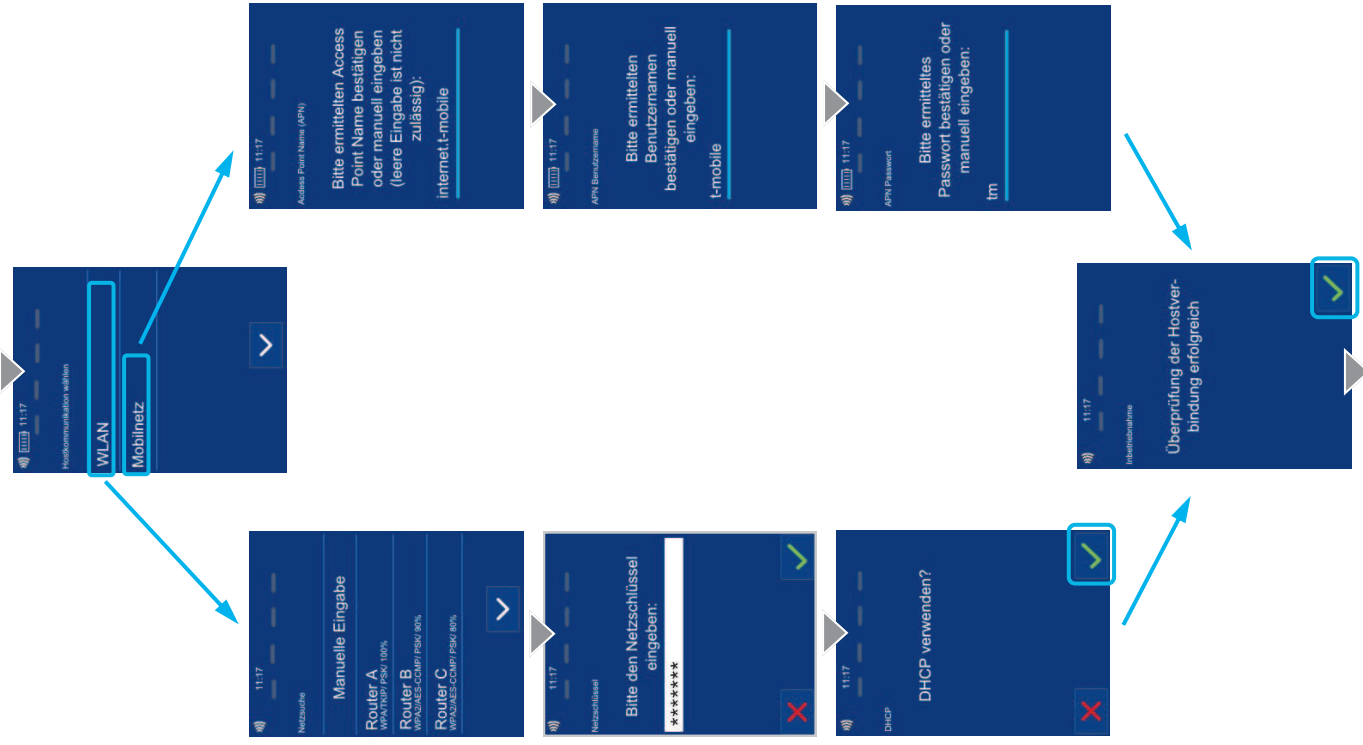 11:17
Hostkommunikation wählen
WLAN
Mobilnetz
11:17
Netzsuche
Manuelle Eingabe
Router A
WPA/TKIP/ PSK/ 100%
Router B
WPA2/AES-CCMP/ PSK/ 90%
Router C
WPA2/AES-CCMP/ PSK/ 80%
11:17
Netzschlüssel
Bitte den Netzschlüssel
eingeben:
********
11:17
DHCP
DHCP verwenden?
11:17
Acdess Point Name (APN)
Bitte ermittelten Access
Point Name bestätigen
oder manuell eingeben
(leere Eingabe ist nicht
zulässig):
internet.t-mobile
11:17
APN Benutzername
Bitte ermittelten
Benutzernamen
bestätigen oder manuell
eingeben:
t-mobile
11:17
APN Passwort
Bitte ermitteltes
Passwort bestätigen oder
manuell eingeben:
tm
11:17
Inbetriebnahme
Überprüfung der Hostver-
bindung erfolgreich